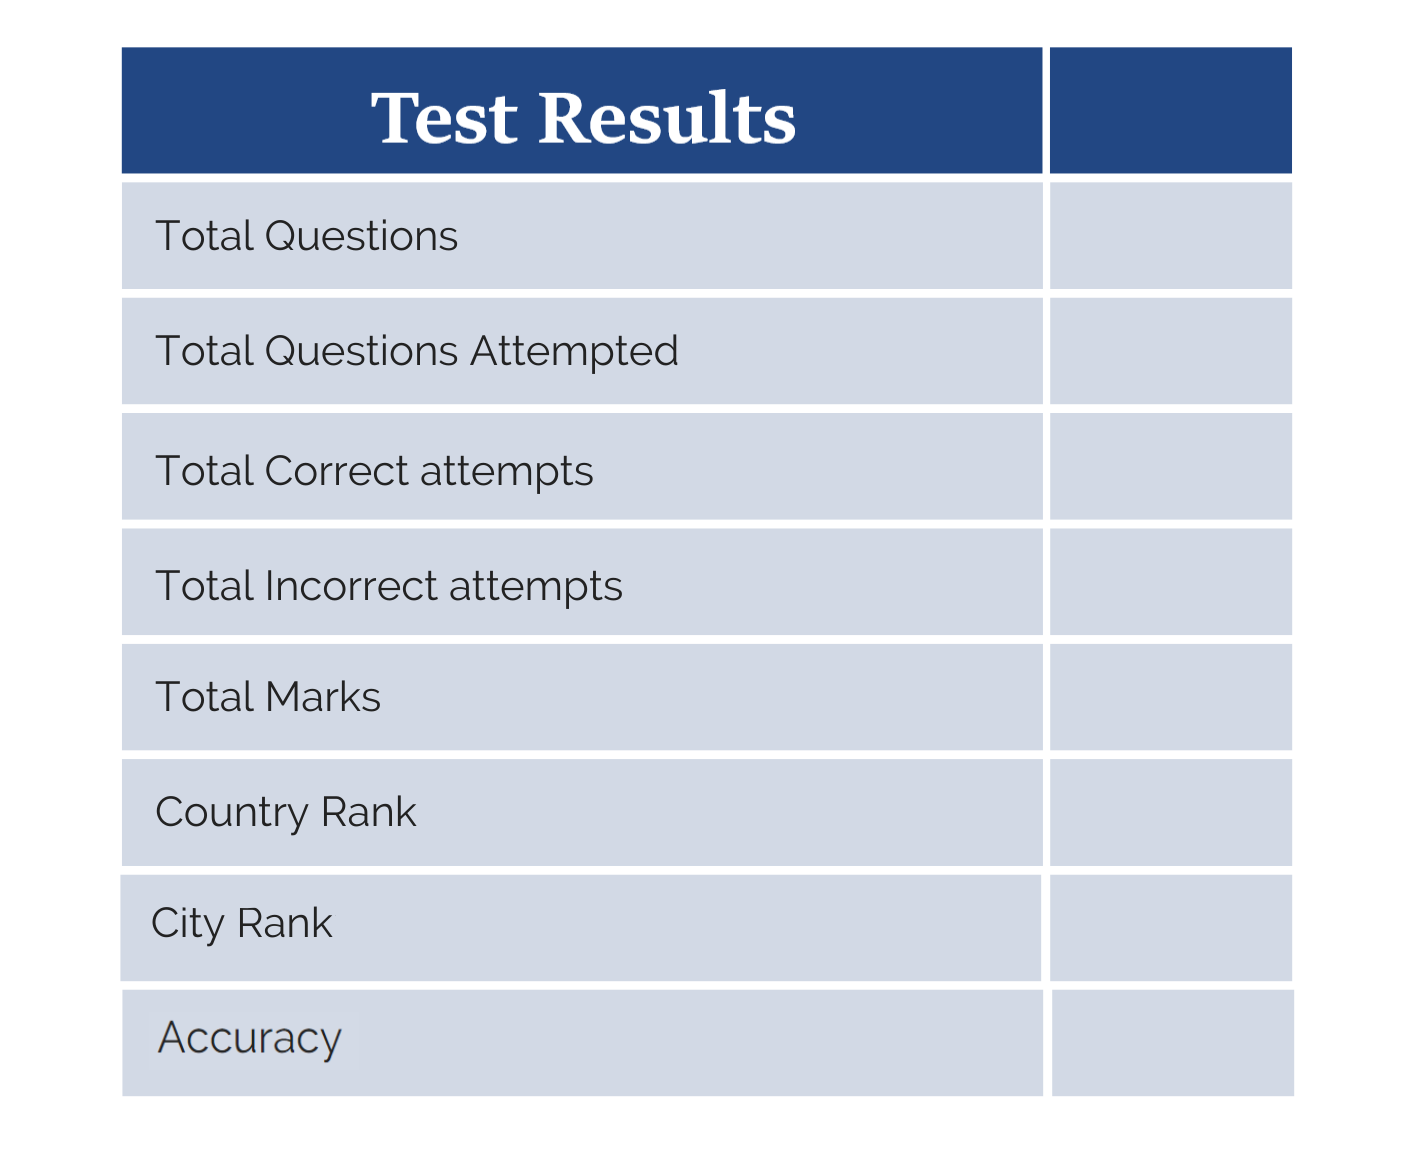 Test Results
Total Questions
Total Questions Attempted
Total Correct attempts
Total Incorrect attempts
Total Marks
Country Rank
City Rank
Accuracy